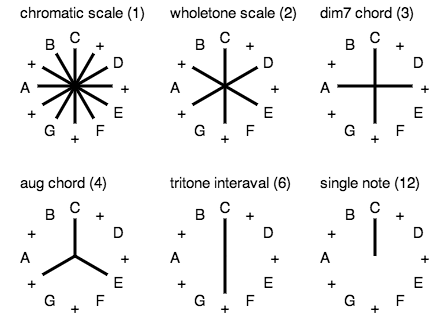 chromatic scale (1)
B C +
+ D
A +
+ E
G + F
wholetone scale (2)
B C +
+ D
A +
+ E
G + F
dim7 chord (3)
B C +
+ D
A +
+ E
G + F
aug chord (4)
B C +
+ D
A +
+ E
G + F
tritone interaval (6)
B C +
+ D
A +
+ E
G + F
single note (12)
B C +
+ D
A +
+ E
G + F